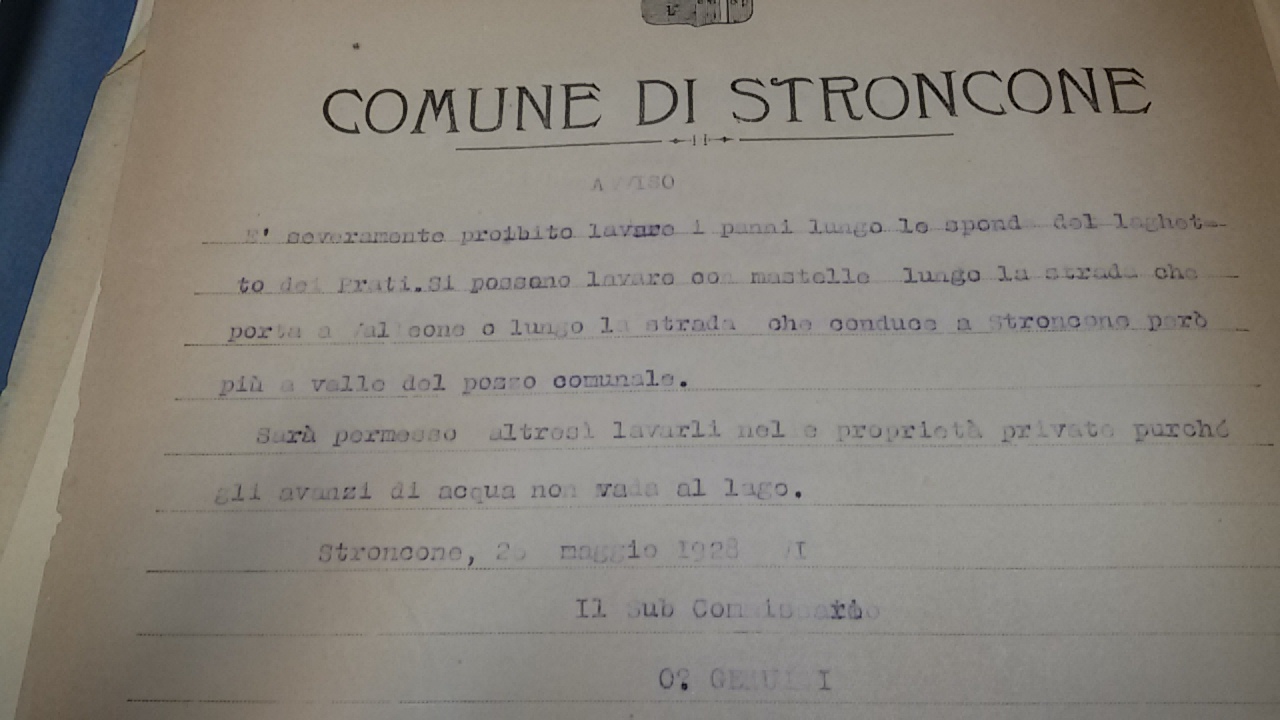 COMUNE DI STRONCONE
AVVISO
E' severamente proibito lavare i panni lungo le spond del laghet-
to dei Prati.Si possono lavare con mastelle lungo la strada che
porta a lungo la strada che conduce a Stroncone però
più a valle del pozzo comunale.
Sarà permesso altresì lavarli nel e proprietà private purché
gli avanzi di acqua non vada al lago.
Stroncone, maggio 1928 VI
Il Sub Commissario